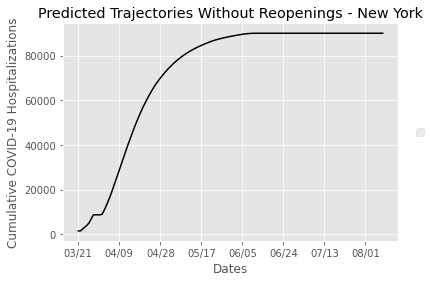 Predicted Trajectories Without Reopenings - New York
Cumulative COVID-19 Hospitalizations
80000
60000
40000
20000
0
03/21 04/09 04/28 05/17 06/05 06/24 07/13 08/01
Dates